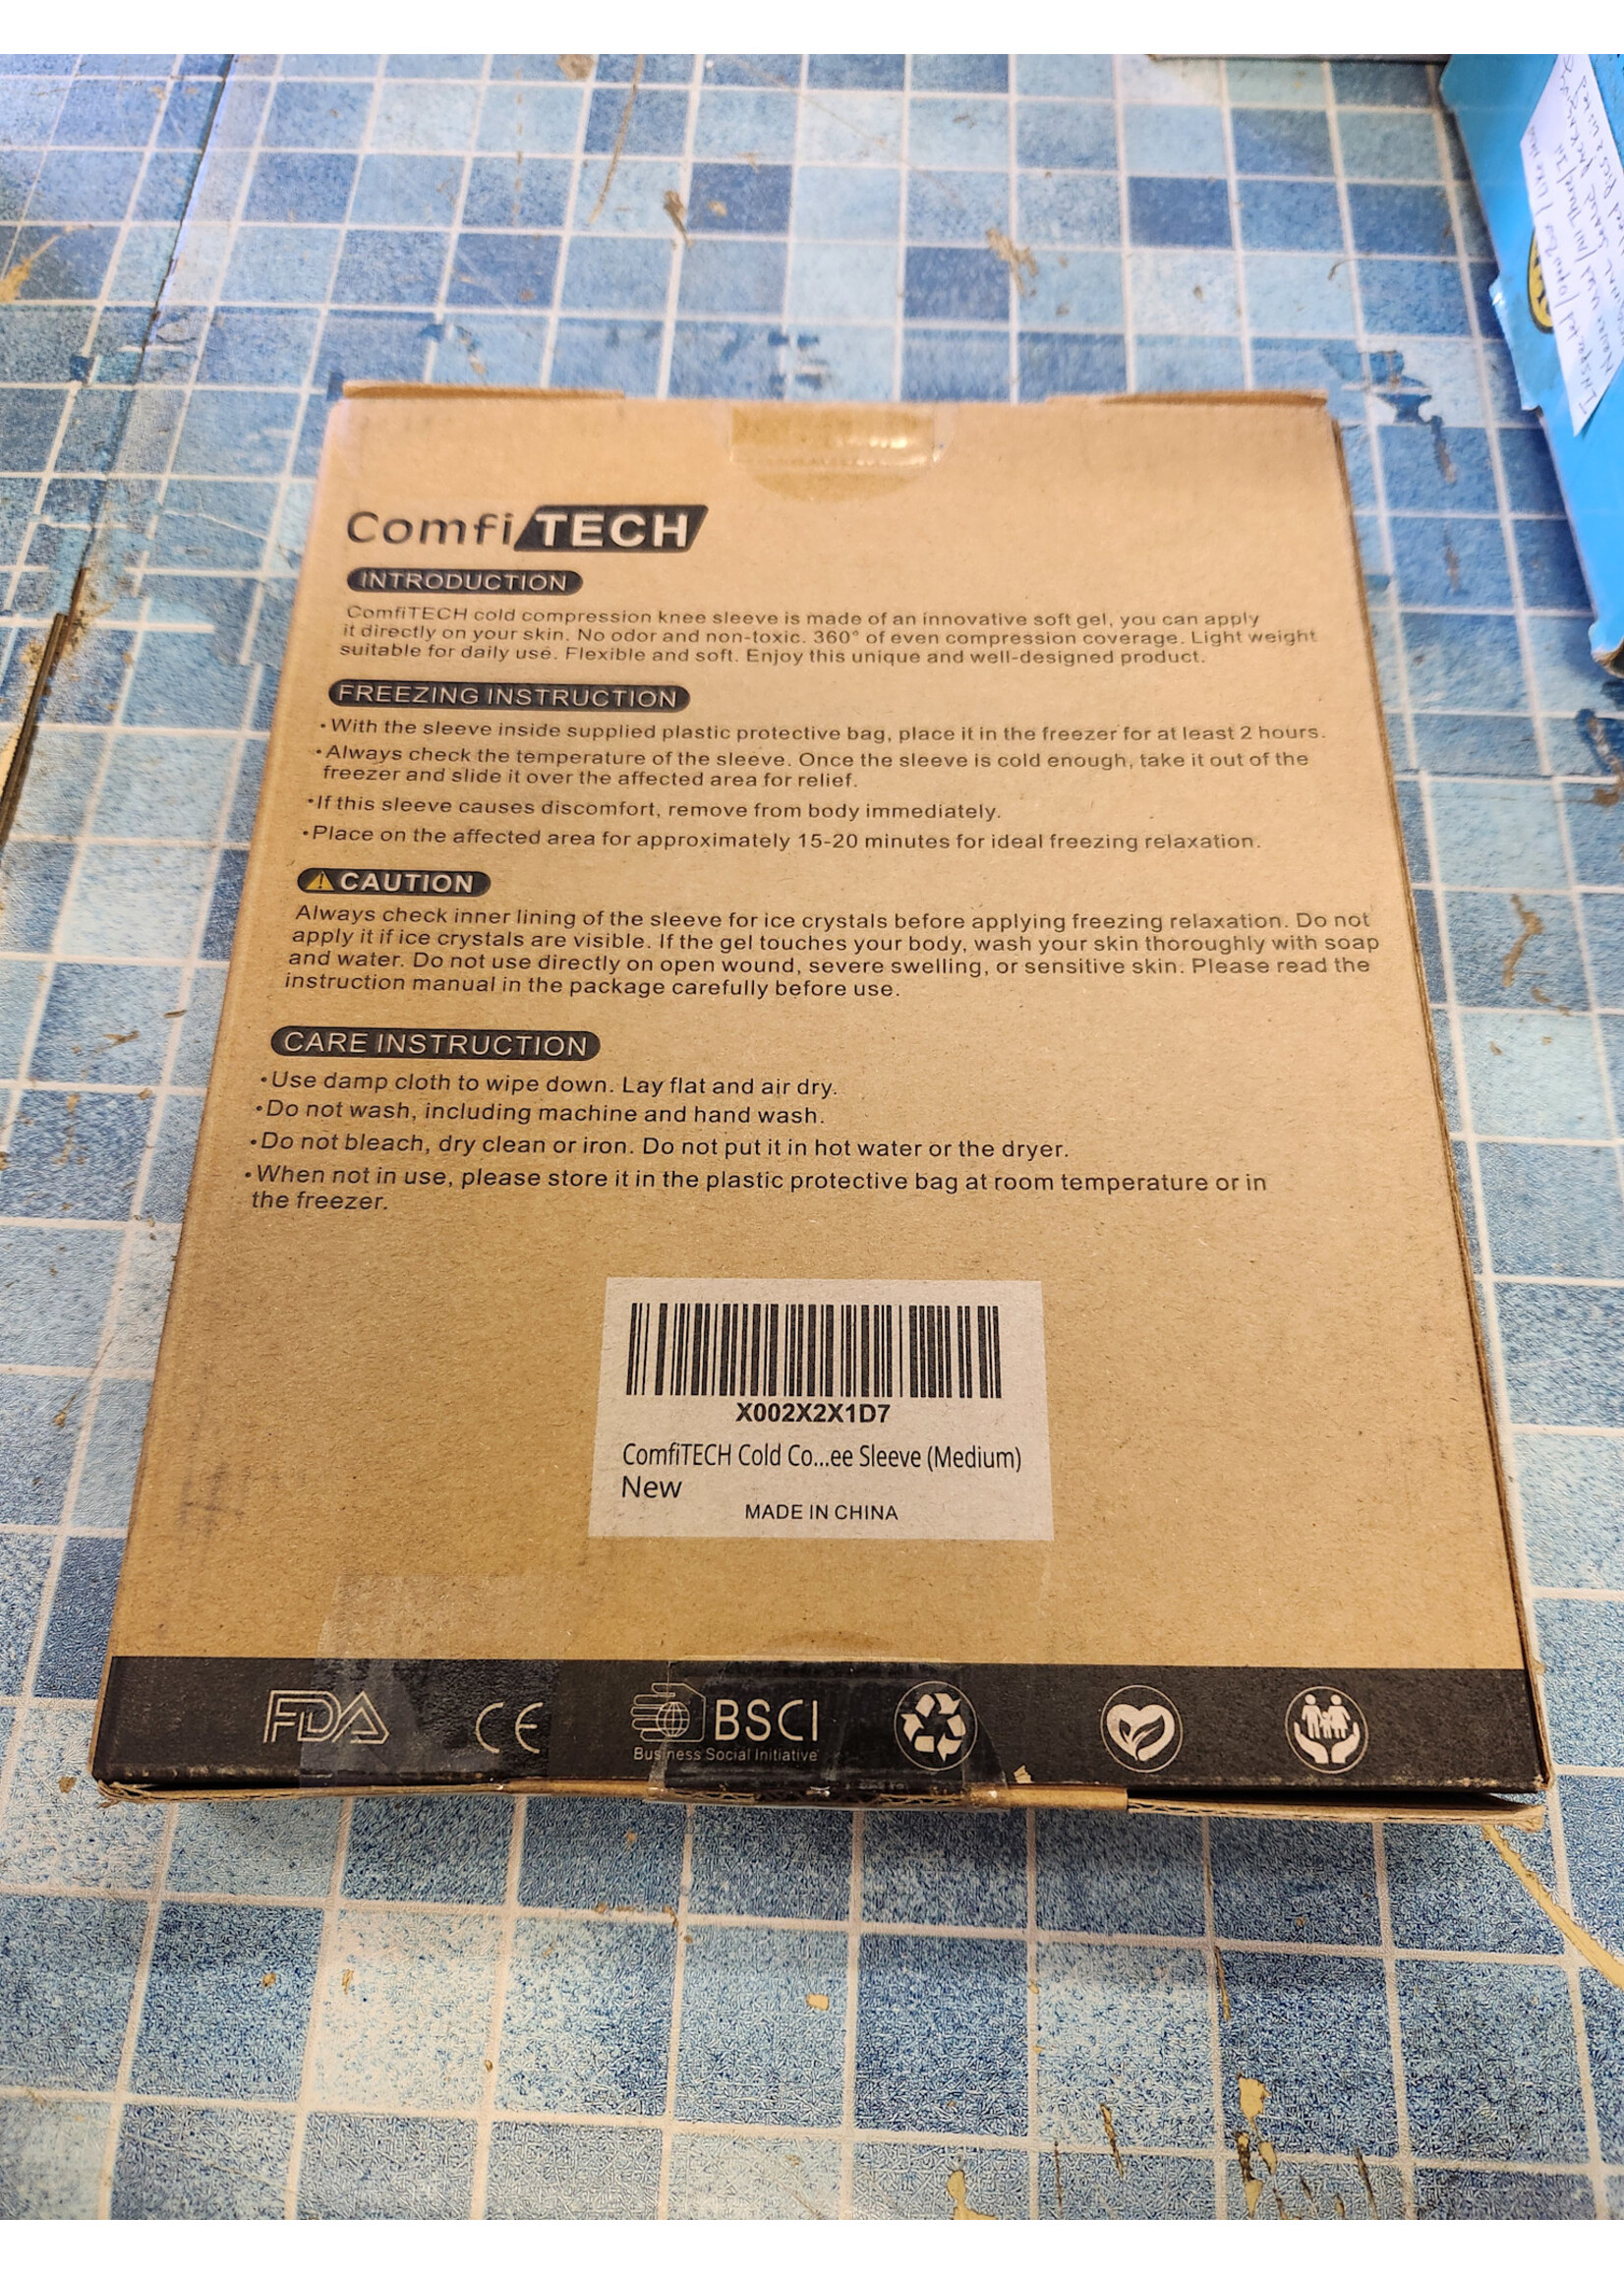 ComfiTECH
INTRODUCTION
ComfiTECH cold compression knee sleeve is made of an innovative soft gel, you can apply
it directly on your skin. No odor and non-toxic. 360° of even compression coverage. Light weight
suitable for daily use. Flexible and soft. Enjoy this unique and well-designed product.
FREEZING INSTRUCTION
•With the sleeve inside supplied plastic protective bag, place it in the freezer for at least 2 hours.
•Always check the temperature of the sleeve. Once the sleeve is cold enough, take it out of the
freezer and slide it over the affected area for relief.
•If this sleeve causes discomfort, remove from body immediately.
•Place on the affected area for approximately 15-20 minutes for ideal freezing relaxation.
CAUTION
Always check inner lining of the sleeve for ice crystals before applying freezing relaxation. Do not
apply it if ice crystals are visible. If the gel touches your body, wash your skin thoroughly with soap
and water. Do not use directly on open wound, severe swelling, or sensitive skin. Please read the
instruction manual in the package carefully before use.
CARE INSTRUCTION
•Use damp cloth to wipe down. Lay flat and air dry.
•Do not wash, including machine and hand wash.
•Do not bleach, dry clean or iron. Do not put it in hot water or the dryer.
•When not in use, please store it in the plastic protective bag at room temperature or in
the freezer.
X002X2X1D7
ComfiTECH Cold Co...ee Sleeve (Medium)
New
MADE IN CHINA
FDA
CE
BSCI
Business Social Initiative